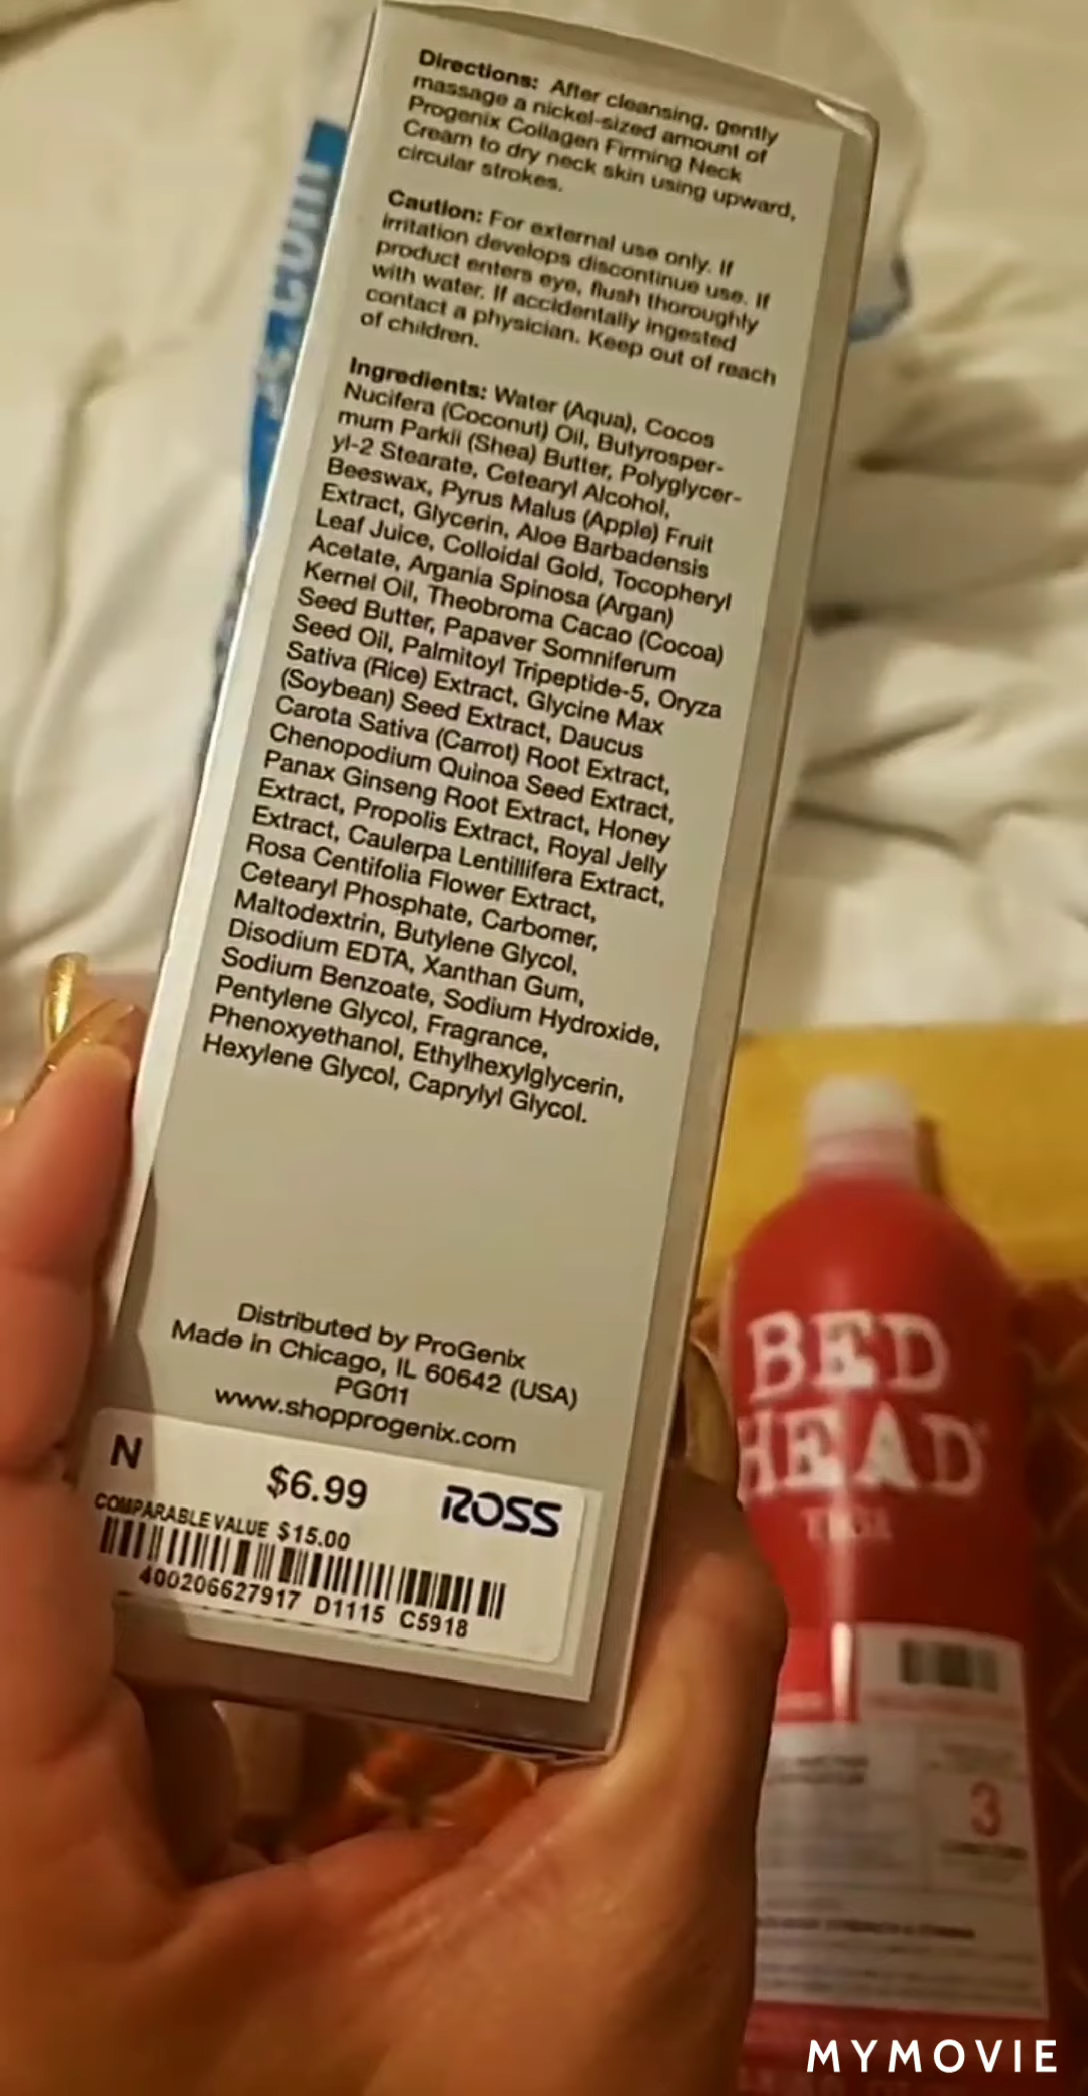 Directions: After cleansing, gently
massage a nickel-sized amount of
Progenix Collagen Firming Neck
Cream to dry neck skin using upward,
circular strokes.
Caution: For external use only. If
irritation develops discontinue use. If
product enters eye, flush thoroughly
with water. If accidentally ingested
contact a physician. Keep out of reach
of children.
Ingredients: Water (Aqua), Cocos
Nucifera (Coconut) Oil, Butyrosper-
mum Parkii (Shea) Butter, Polyglycer-
yl-2 Stearate, Cetearyl Alcohol,
Beeswax, Pyrus Malus (Apple) Fruit
Extract, Glycerin, Aloe Barbadensis
Leaf Juice, Colloidal Gold, Tocopheryl
Acetate, Argania Spinosa (Argan)
Kernel Oil, Theobroma Cacao (Cocoa)
Seed Butter, Papaver Somniferum
Seed Oil, Palmitoyl Tripeptide-5, Oryza
Sativa (Rice) Extract, Glycine Max
(Soybean) Seed Extract, Daucus
Carota Sativa (Carrot) Root Extract,
Chenopodium Quinoa Seed Extract,
Panax Ginseng Root Extract, Honey
Extract, Propolis Extract, Royal Jelly
Extract, Caulerpa Lentillifera Extract,
Rosa Centifolia Flower Extract,
Cetearyl Phosphate, Carbomer,
Maltodextrin, Butylene Glycol,
Disodium EDTA, Xanthan Gum,
Sodium Benzoate, Sodium Hydroxide,
Pentylene Glycol, Fragrance,
Phenoxyethanol, Ethylhexylglycerin,
Hexylene Glycol, Caprylyl Glycol.
Distributed by ProGenix
Made in Chicago, IL 60642 (USA)
PG011
www.shopprogenix.com
N $6.99 ROSS
COMPARABLE VALUE $15.00
400206627917 D1115 C5918
s.com
BED
HEAD
TIGI
3
MYMOVIE